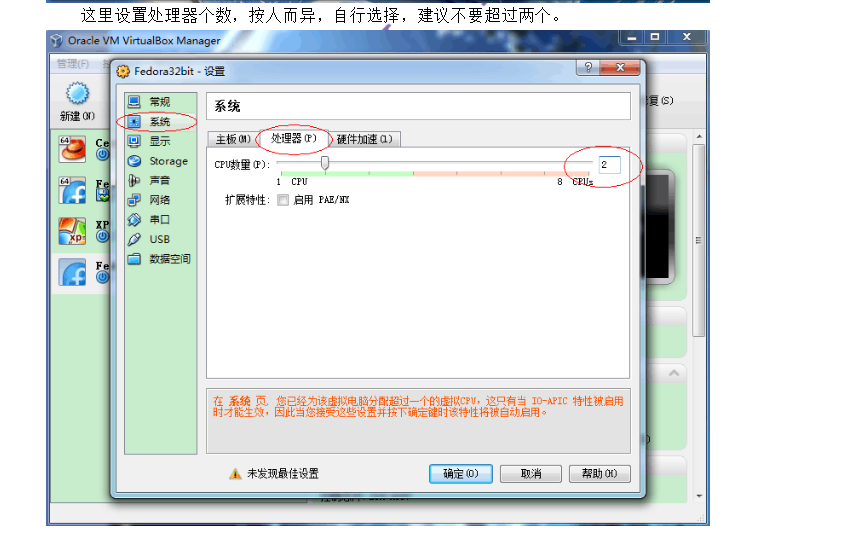 这里设置处理器个数，按人而异，自行选择，建议不要超过两个。
Oracle VM VirtualBox Manager
管理(F)
Fedora32bit - 设置
新建(N)
复(S)
常规
系统
显示
Storage
声音
网络
串口
USB
数据空间
系统
主板(M)
处理器(P)
硬件加速(L)
CPU数量(P):
2
1 CPU
8 CPUs
扩展特性:
启用 PAE/NX
64
Ce
64
Fe
XP
Fe
在 系统 页, 您已经为该虚拟电脑分配超过一个的虚拟CPU，这只有当 IO-APIC 特性被启用
时才能生效，因此当您接受这些设置并按下确定键时该特性将被自动启用。
未发现最佳设置
确定(O)
取消
帮助(H)